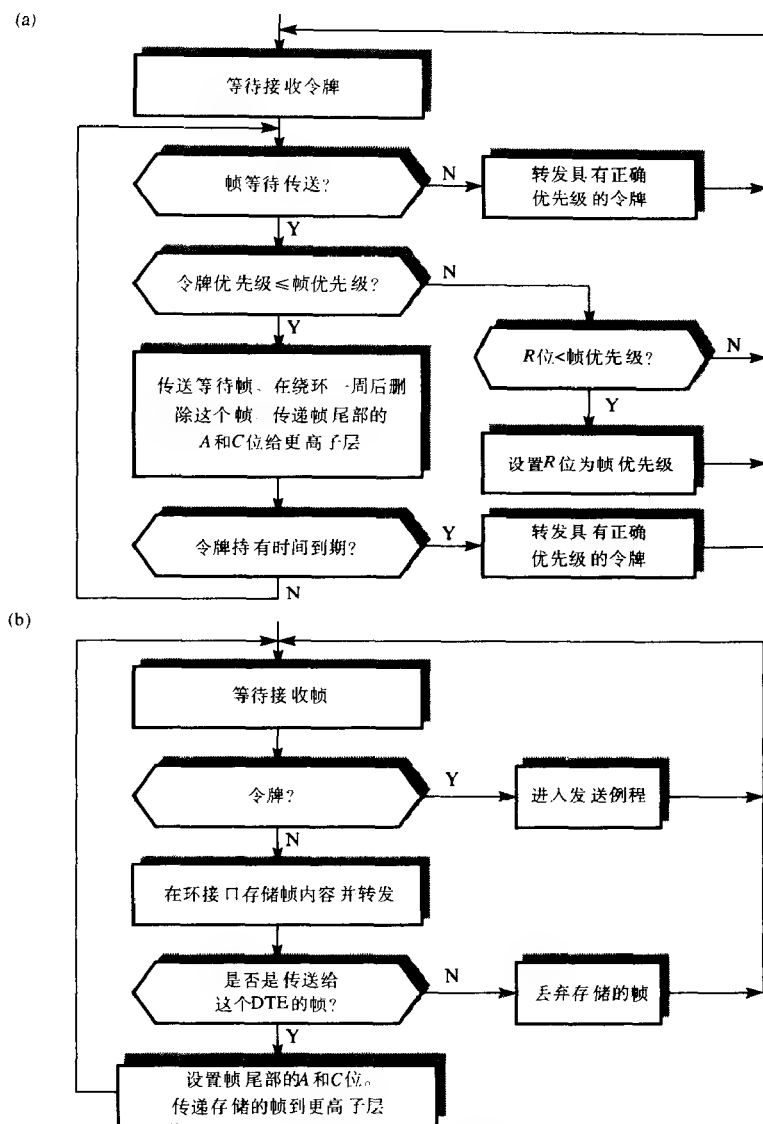 (a)
等待接收令牌
帧等待传送?
N
转发具有正确
优先级的令牌
Y
令牌优先级≤帧优先级?
N
Y
R位<帧优先级?
N
传送等待帧、在绕环一周后删
除这个帧、传递帧尾部的
A和C位给更高子层
Y
设置R位为帧优先级
令牌持有时间到期?
Y
转发具有正确
优先级的令牌
N
(b)
等待接收帧
令牌?
Y
进入发送例程
N
在环接口存储帧内容并转发
是否是传送给
这个DTE的帧?
N
丢弃存储的帧
Y
设置帧尾部的A和C位。
传递存储的帧到更高子层